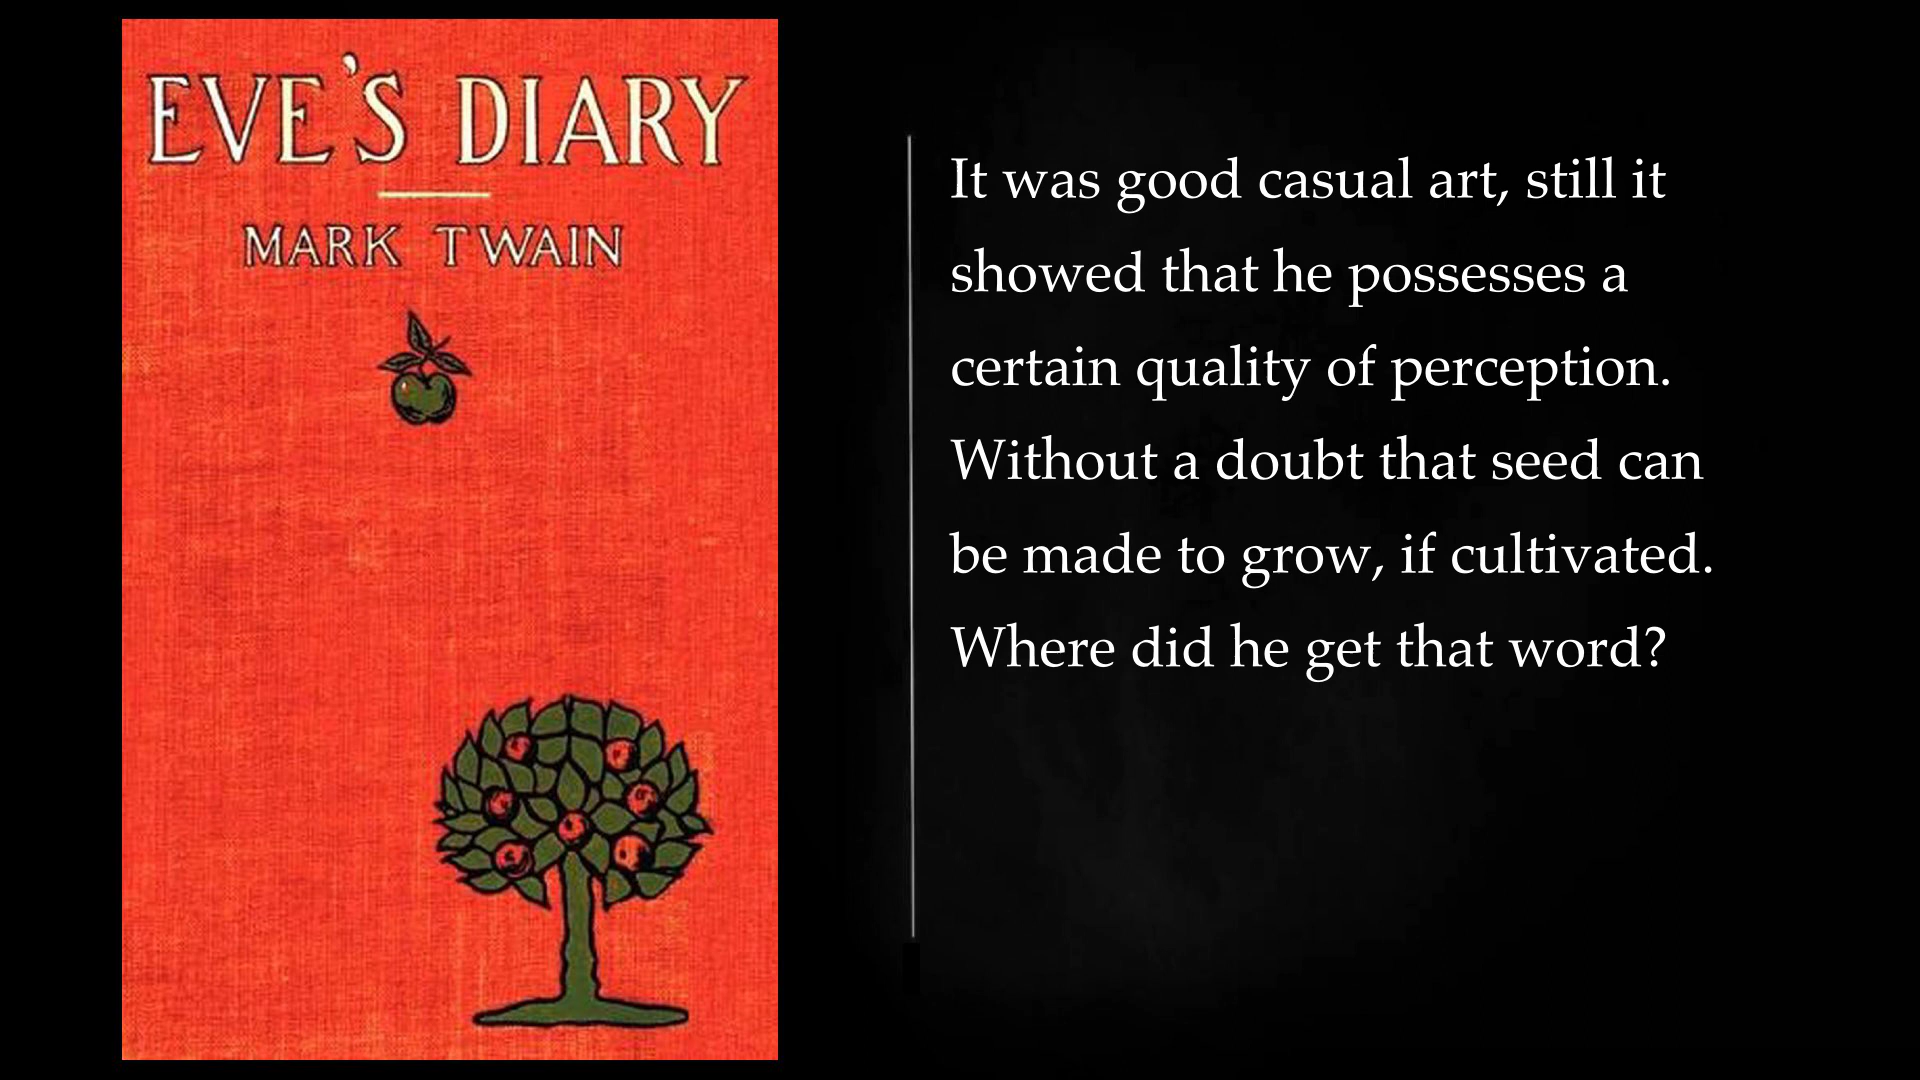 EVE'S DIARY
MARK TWAIN
It was good casual art, still it
showed that he possesses a
certain quality of perception.
Without a doubt that seed can
be made to grow, if cultivated.
Where did he get that word?